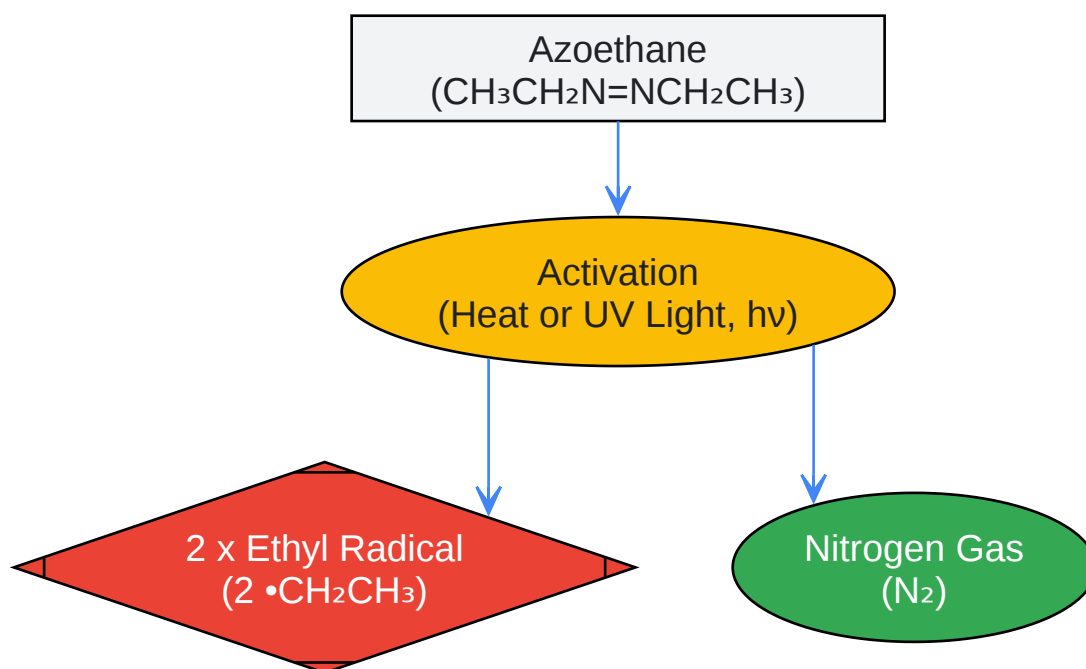 Azoethane
(CH₃CH₂N=NCH₂CH₃)
Activation
(Heat or UV Light, hν)
2 x Ethyl Radical
(2 •CH₂CH₃)
Nitrogen Gas
(N₂)